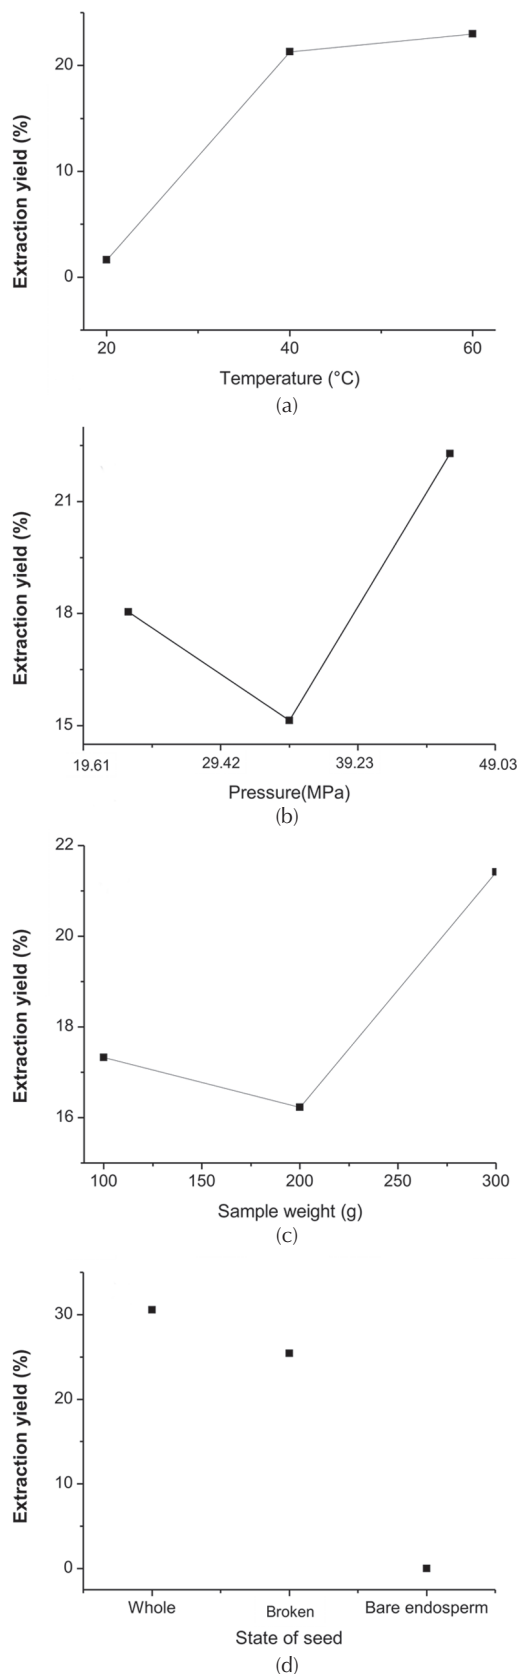 20
10
0
Extraction yield (%)
20 40 60
Temperature (°C)
(a)
21
18
15
Extraction yield (%)
19.61 29.42 39.23 49.03
Pressure(MPa)
(b)
22
20
18
16
Extraction yield (%)
100 150 200 250 300
Sample weight (g)
(c)
30
20
10
0
Extraction yield (%)
Whole Broken Bare endosperm
State of seed
(d)